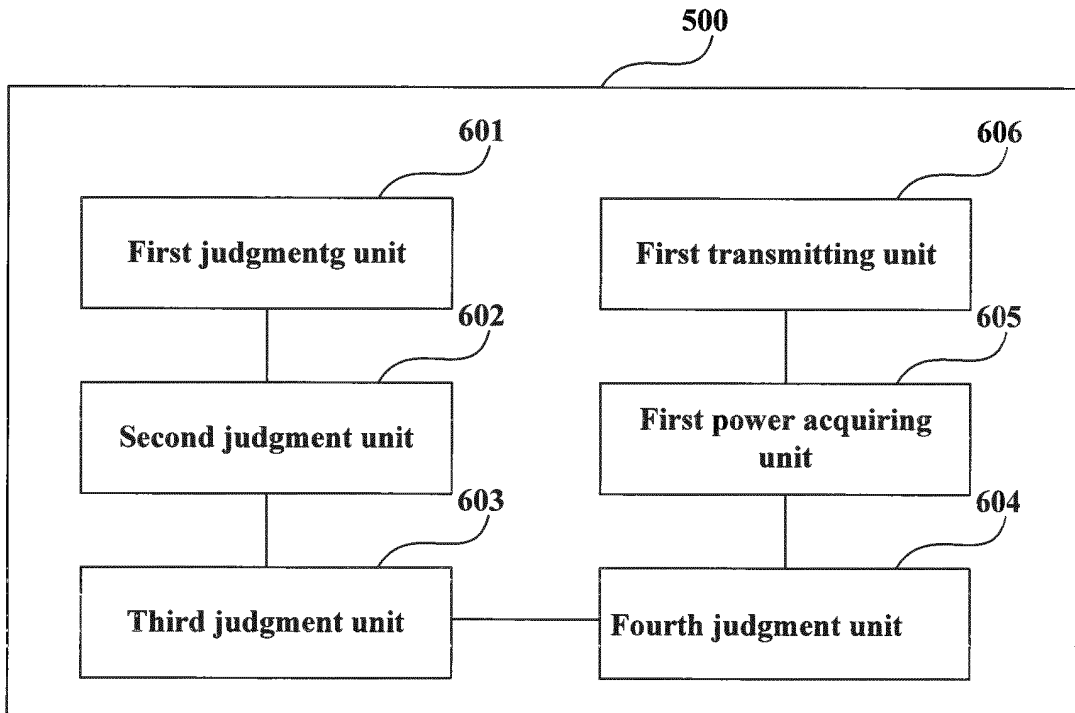 500
601
First judgmentg unit
606
First transmitting unit
602
Second judgment unit
605
First power acquiring
unit
603
Third judgment unit
604
Fourth judgment unit